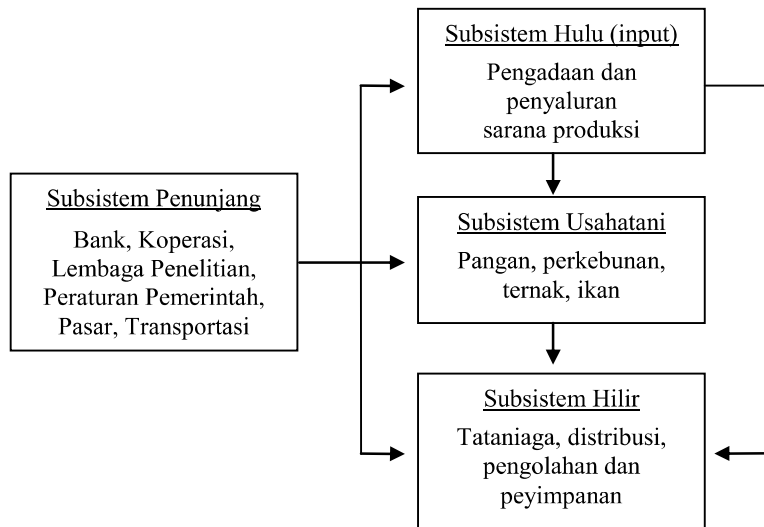 Subsistem Hulu (input)
Pengadaan dan
penyaluran
sarana produksi
Subsistem Penunjang
Bank, Koperasi,
Lembaga Penelitian,
Peraturan Pemerintah,
Pasar, Transportasi
Subsistem Usahatani
Pangan, perkebunan,
ternak, ikan
Subsistem Hilir
Tataniaga, distribusi,
pengolahan dan
peyimpanan